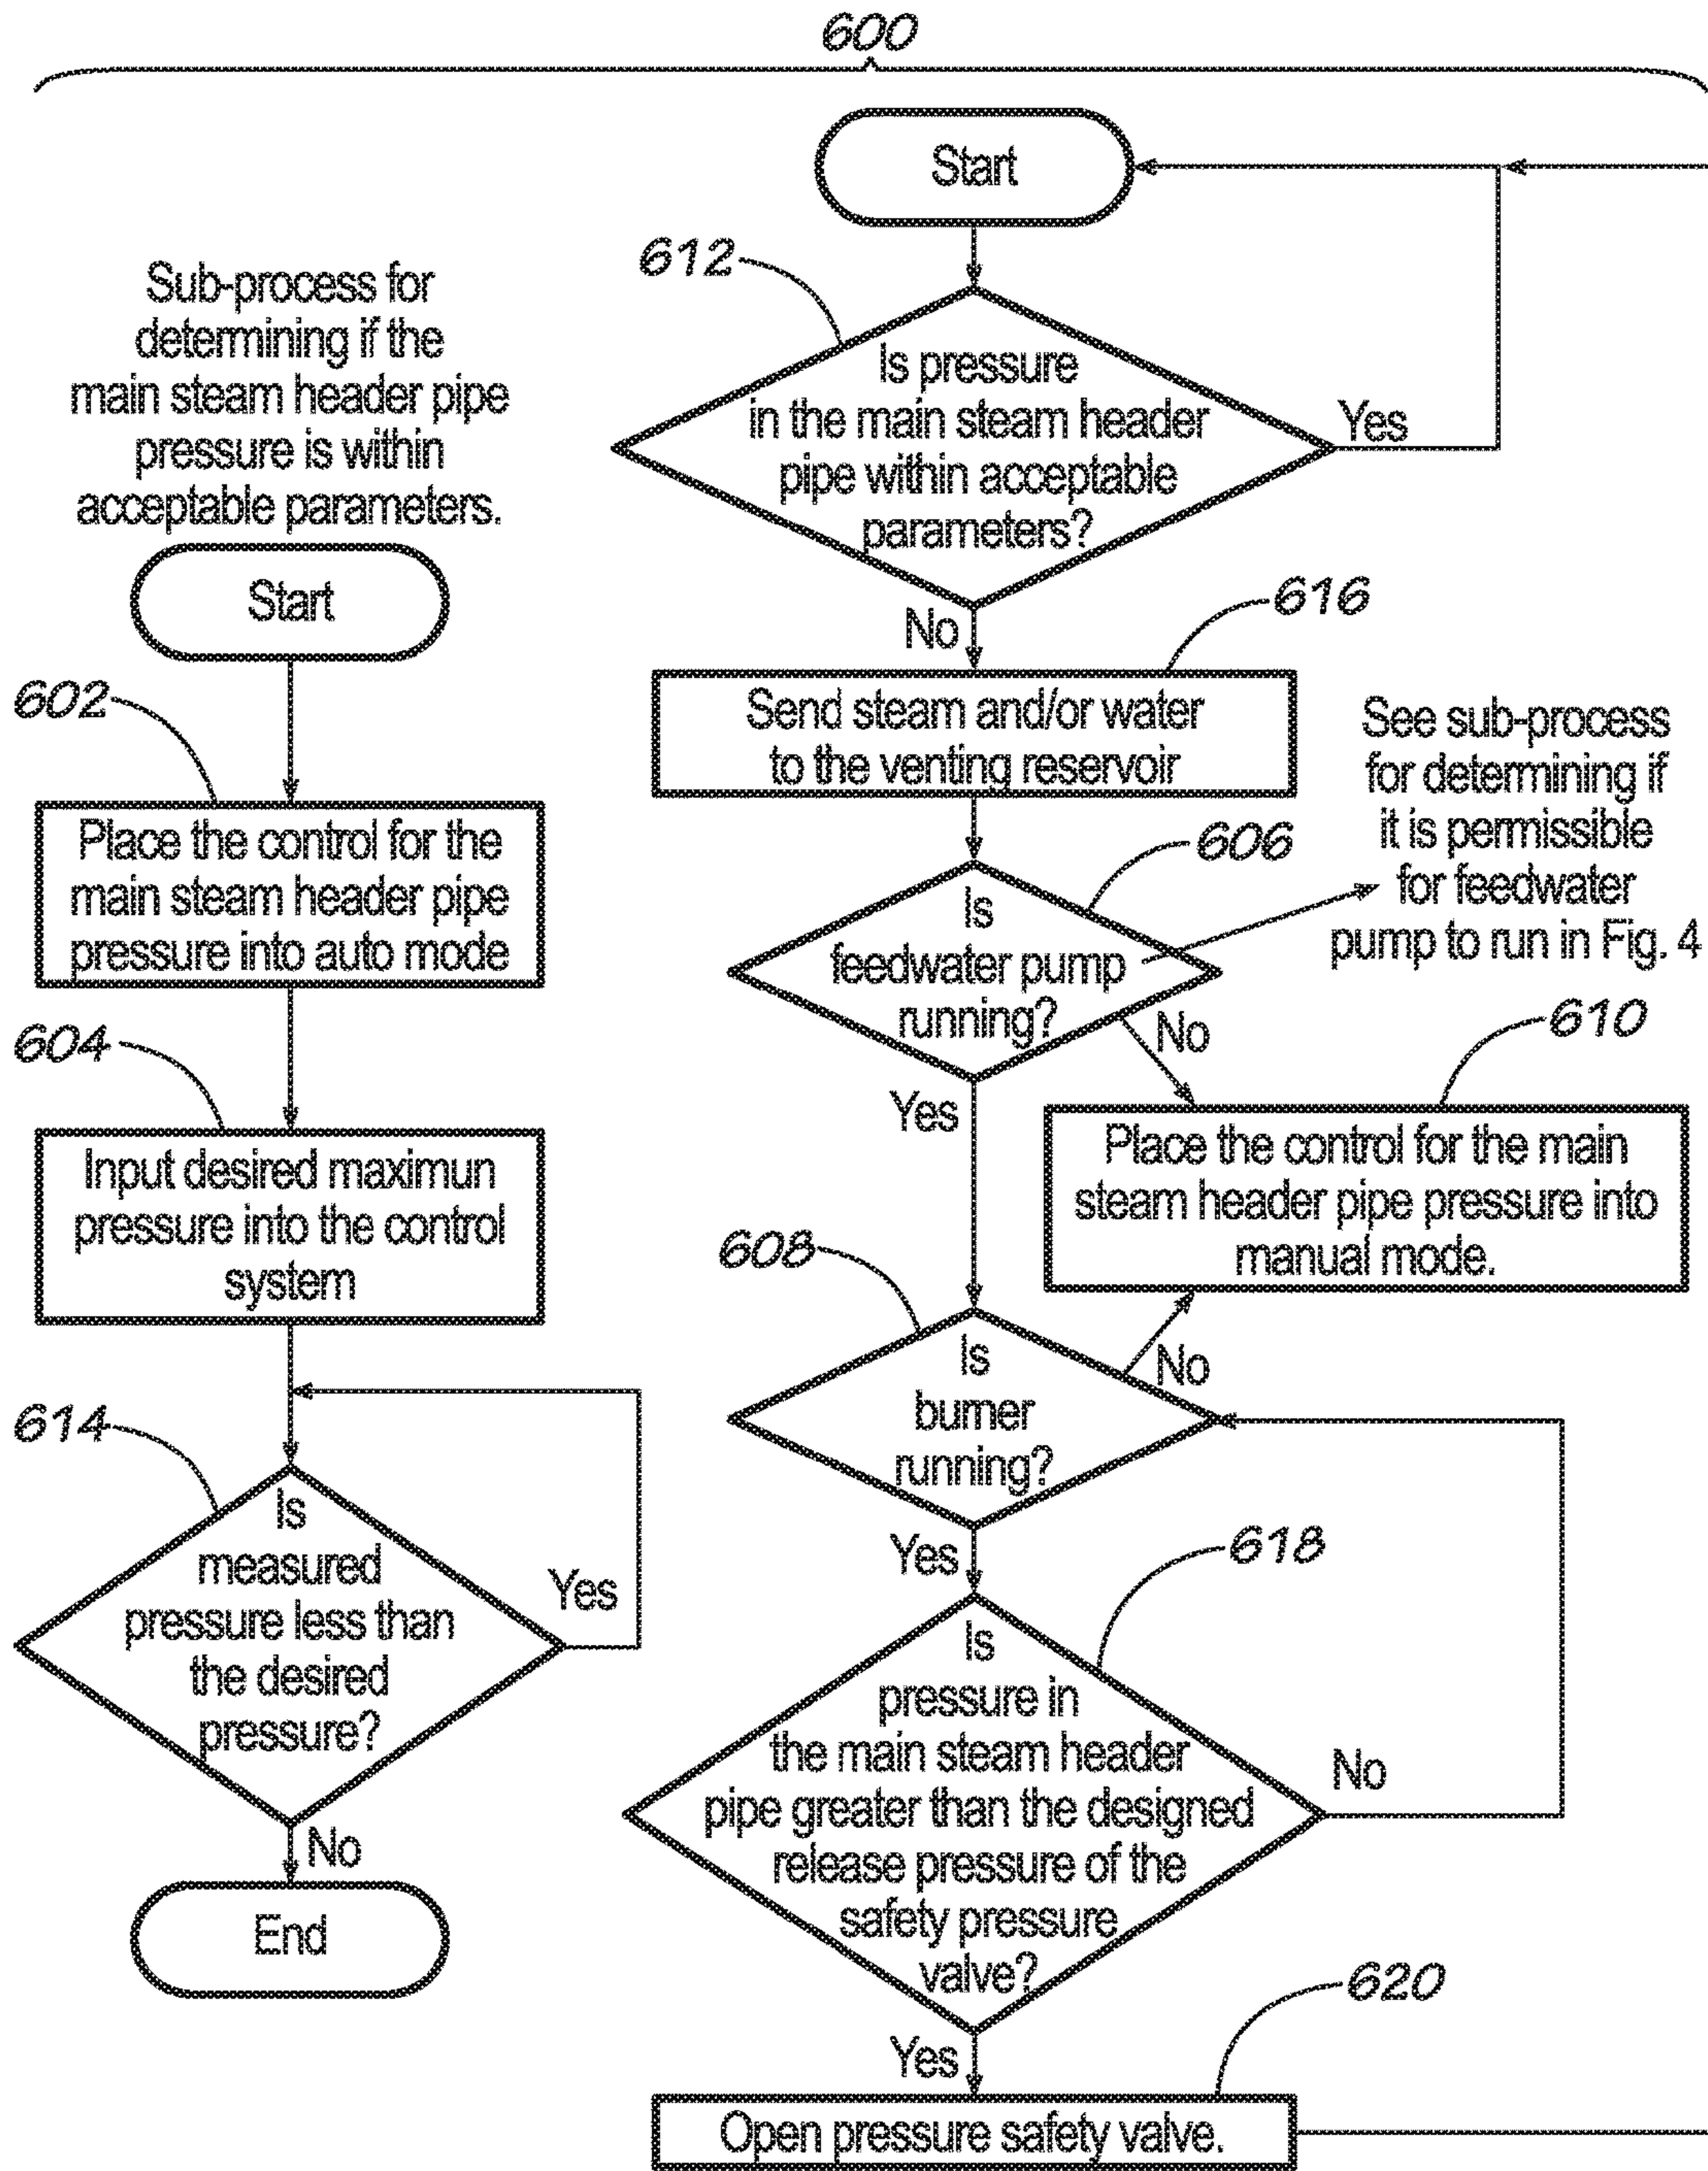 600
Sub-process for
determining if the
main steam header pipe
pressure is within
acceptable parameters.
Start
602
Place the control for the
main steam header pipe
pressure into auto mode
604
Input desired maximun
pressure into the control
system
614
Is
measured
pressure less than
the desired
pressure?
Yes
No
End
Start
612
Is pressure
in the main steam header
pipe within acceptable
parameters?
Yes
No
616
Send steam and/or water
to the venting reservoir
606
Is
feedwater pump
running?
See sub-process
for determining if
it is permissible
for feedwater
pump to run in Fig. 4
No
Yes
610
Place the control for the main
steam header pipe pressure into
manual mode.
608
Is
burner
running?
No
Yes
618
Is
pressure in
the main steam header
pipe greater than the designed
release pressure of the
safety pressure
valve?
No
Yes
620
Open pressure safety valve.